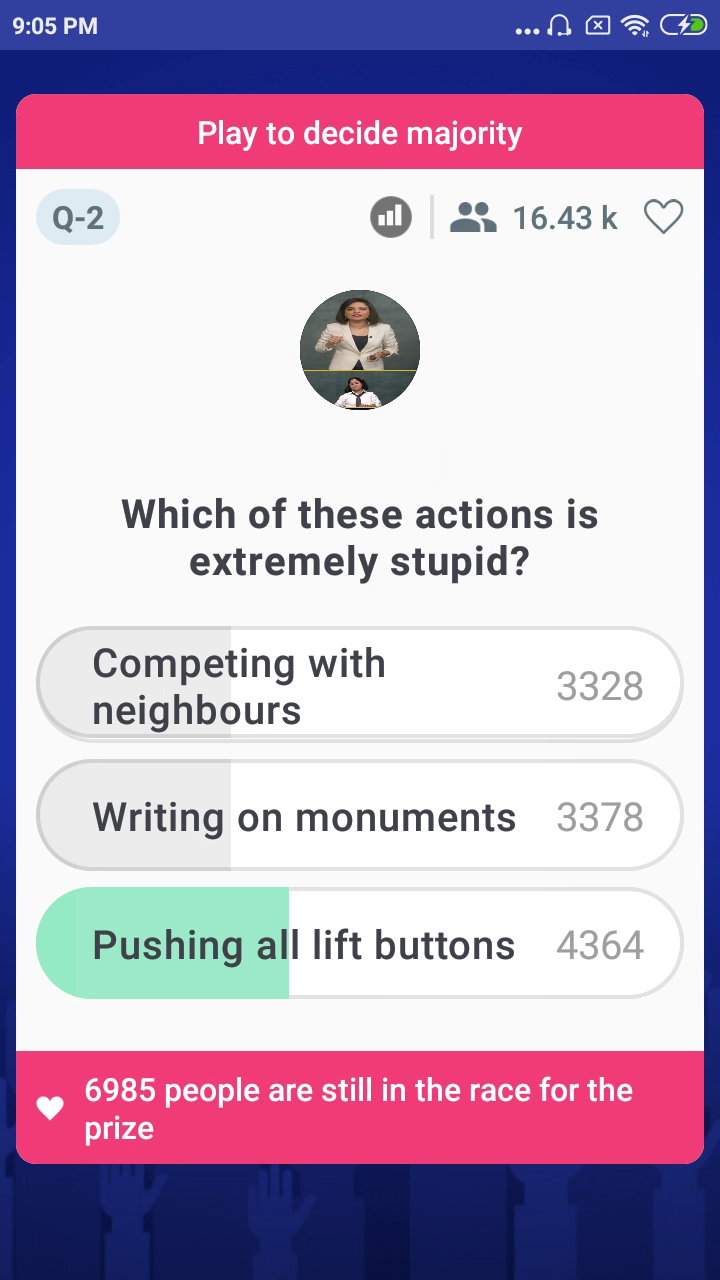 9:05 PM
Play to decide majority
Q-2
16.43 k
Which of these actions is
extremely stupid?
Competing with
neighbours
3328
Writing on monuments
3378
Pushing all lift buttons
4364
6985 people are still in the race for the
prize